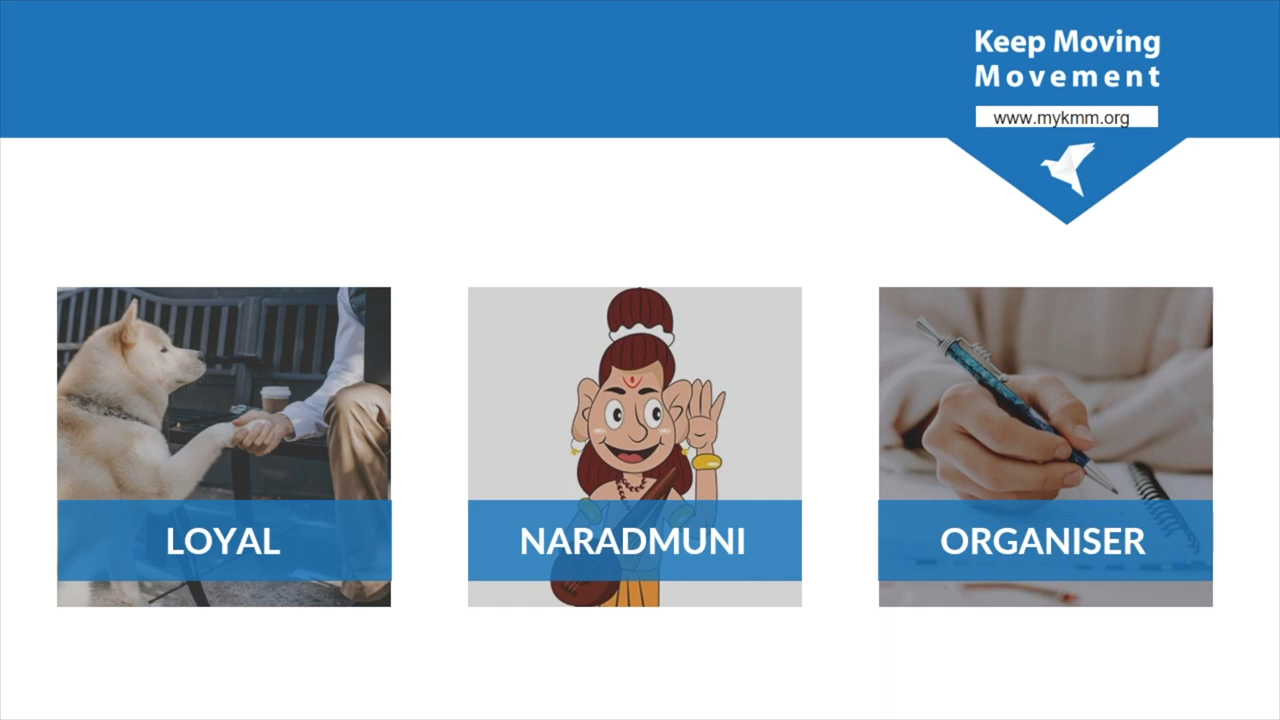 Keep Moving
Movement
www.mykmm.org
LOYAL
NARADMUNI
ORGANISER